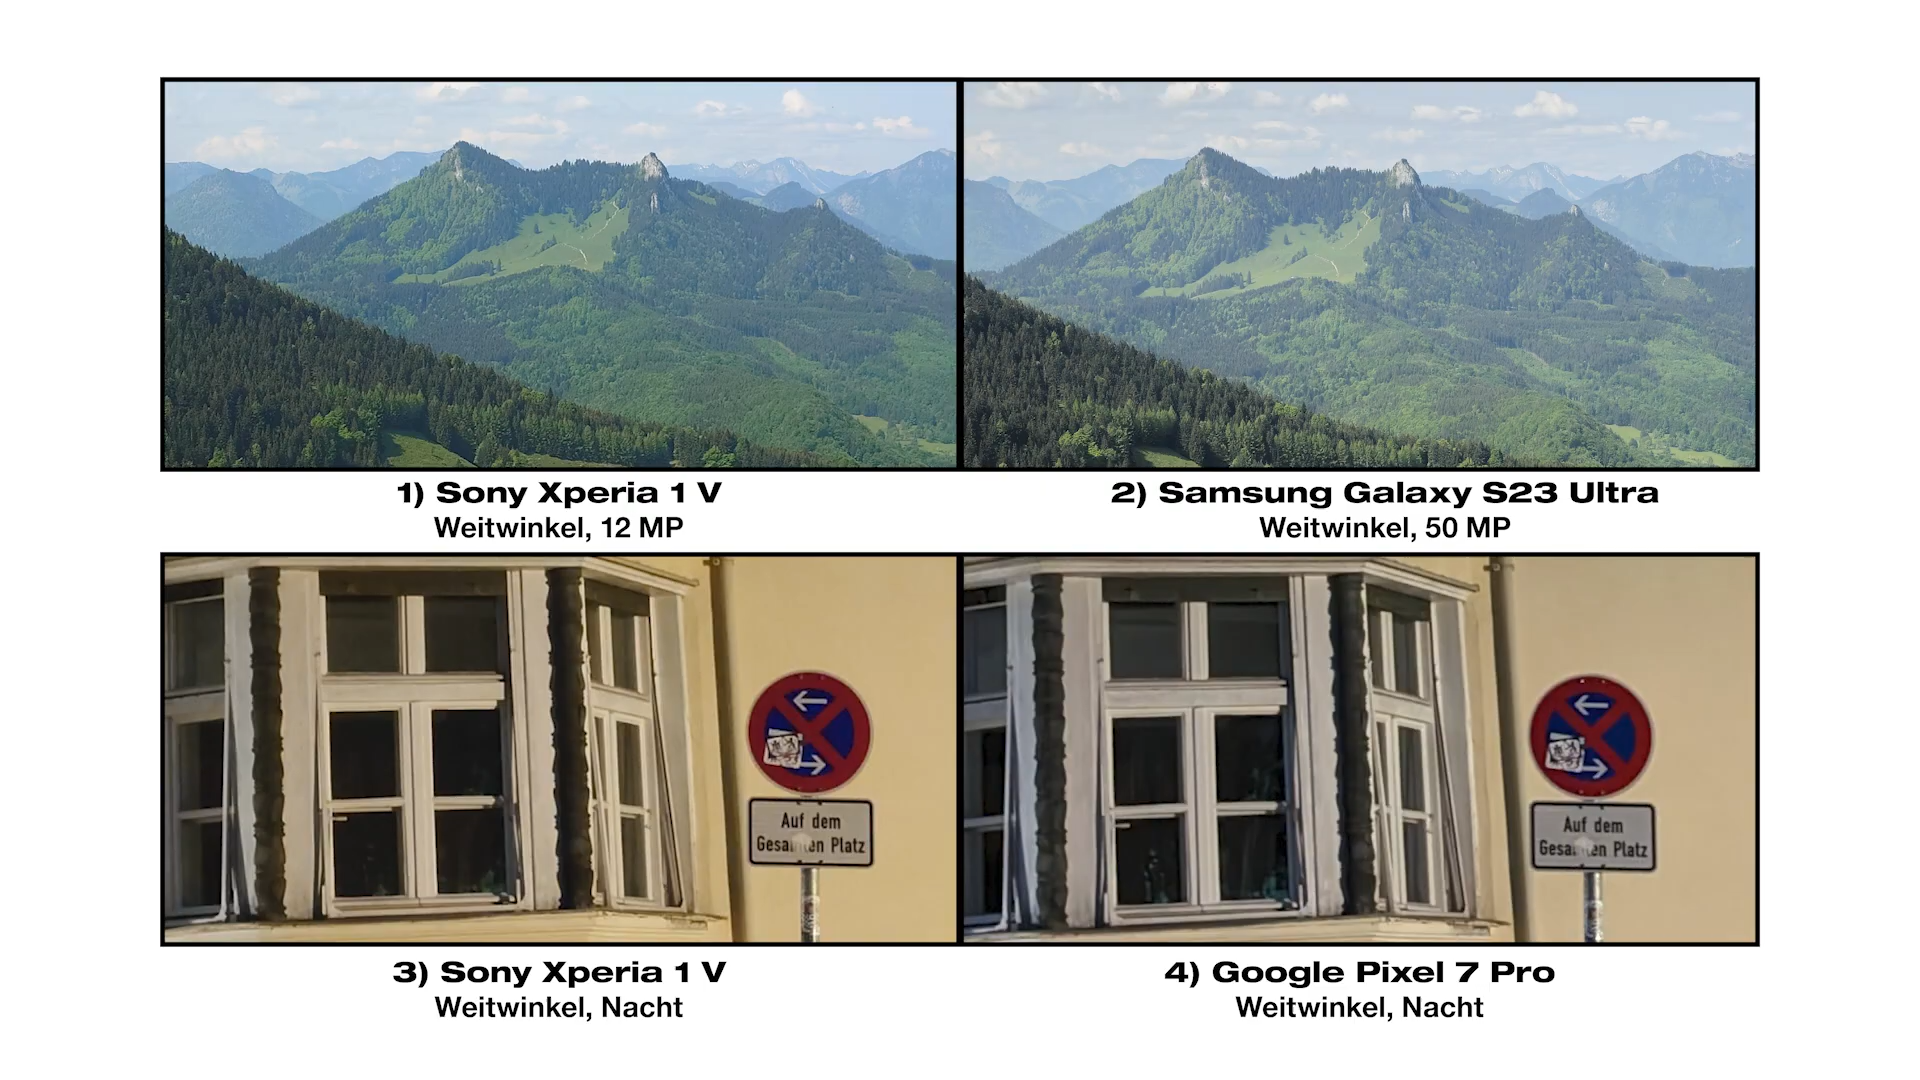 1) Sony Xperia 1 V
Weitwinkel, 12 MP
2) Samsung Galaxy S23 Ultra
Weitwinkel, 50 MP
Auf dem
Platz
Auf dem
Platz
3) Sony Xperia 1 V
Weitwinkel, Nacht
4) Google Pixel 7 Pro
Weitwinkel, Nacht